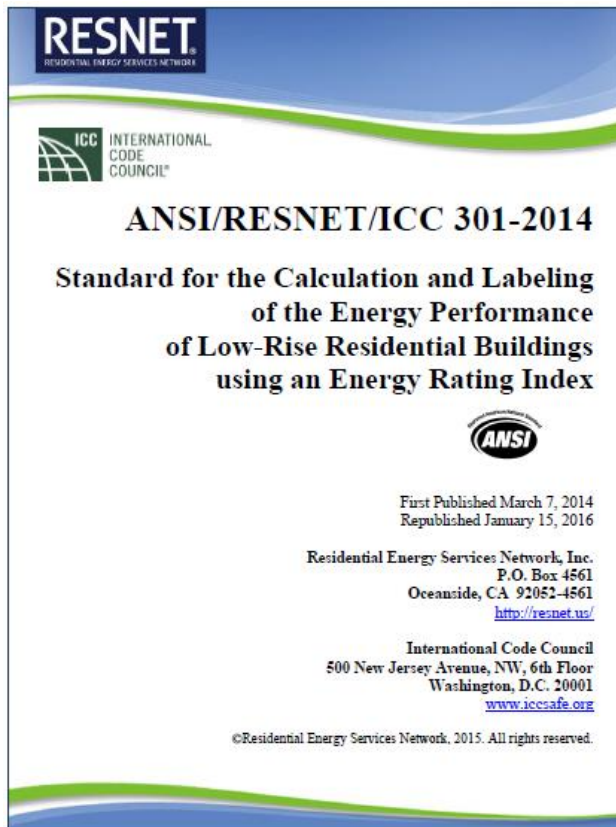 RESNET®
RESIDENTIAL ENERGY SERVICES NETWORK
ICC INTERNATIONAL
CODE
COUNCIL®
ANSI/RESNET/ICC 301-2014
Standard for the Calculation and Labeling
of the Energy Performance
of Low-Rise Residential Buildings
using an Energy Rating Index
ANSI
First Published March 7, 2014
Republished January 15, 2016
Residential Energy Services Network, Inc.
P.O. Box 4561
Oceanside, CA 92052-4561
http://resnet.us/
International Code Council
500 New Jersey Avenue, NW, 6th Floor
Washington, D.C. 20001
www.iccsafe.org
©Residential Energy Services Network, 2015. All rights reserved.